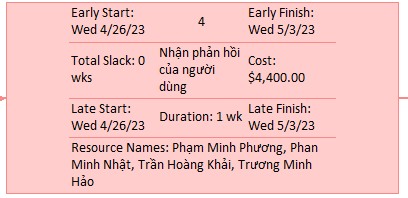 Early Start:
Wed 4/26/23
4
Early Finish:
Wed 5/3/23
Total Slack: 0
wks
Nhận phản hồi
của người
dùng
Cost:
$4,400.00
Late Start:
Wed 4/26/23
Duration: 1 wk
Late Finish:
Wed 5/3/23
Resource Names: Phạm Minh Phương, Phan
Minh Nhật, Trần Hoàng Khải, Trương Minh
Hảo